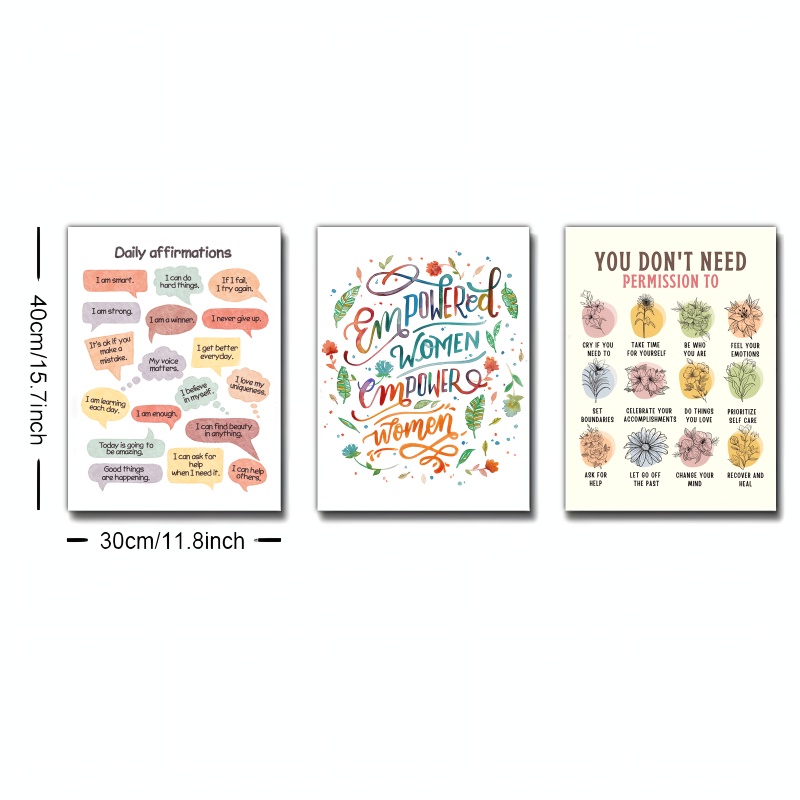 40cm/15.7inch
30cm/11.8inch
Daily affirmations
I am smart.
I can do
hard things.
If I fail,
I try again.
I am strong.
I am a winner.
I never give up.
It's ok if you
make a
mistake.
My voice
matters.
I get better
everyday.
I am learning
each day.
I believe
in myself.
I love my
uniqueness.
I am enough.
I can find beauty
in anything.
Today is going to
be amazing.
I can ask for
help
when I need it.
Good things
are happening.
I can help
others.
EMPOWERed
WOMEN
EMPOWER
women
YOU DON'T NEED
PERMISSION TO
CRY IF YOU
NEED TO
TAKE TIME
FOR YOURSELF
BE WHO
YOU ARE
FEEL YOUR
EMOTIONS
SET
BOUNDARIES
CELEBRATE YOUR
ACCOMPLISHMENTS
DO THINGS
YOU LOVE
PRIORITIZE
SELF CARE
ASK FOR
HELP
LET GO OFF
THE PAST
CHANGE YOUR
MIND
RECOVER AND
HEAL